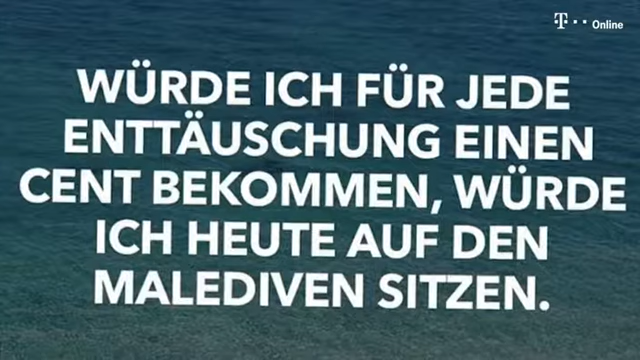 T Online
WÜRDE ICH FÜR JEDE
ENTTÄUSCHUNG EINEN
CENT BEKOMMEN, WÜRDE
ICH HEUTE AUF DEN
MALEDIVEN SITZEN.